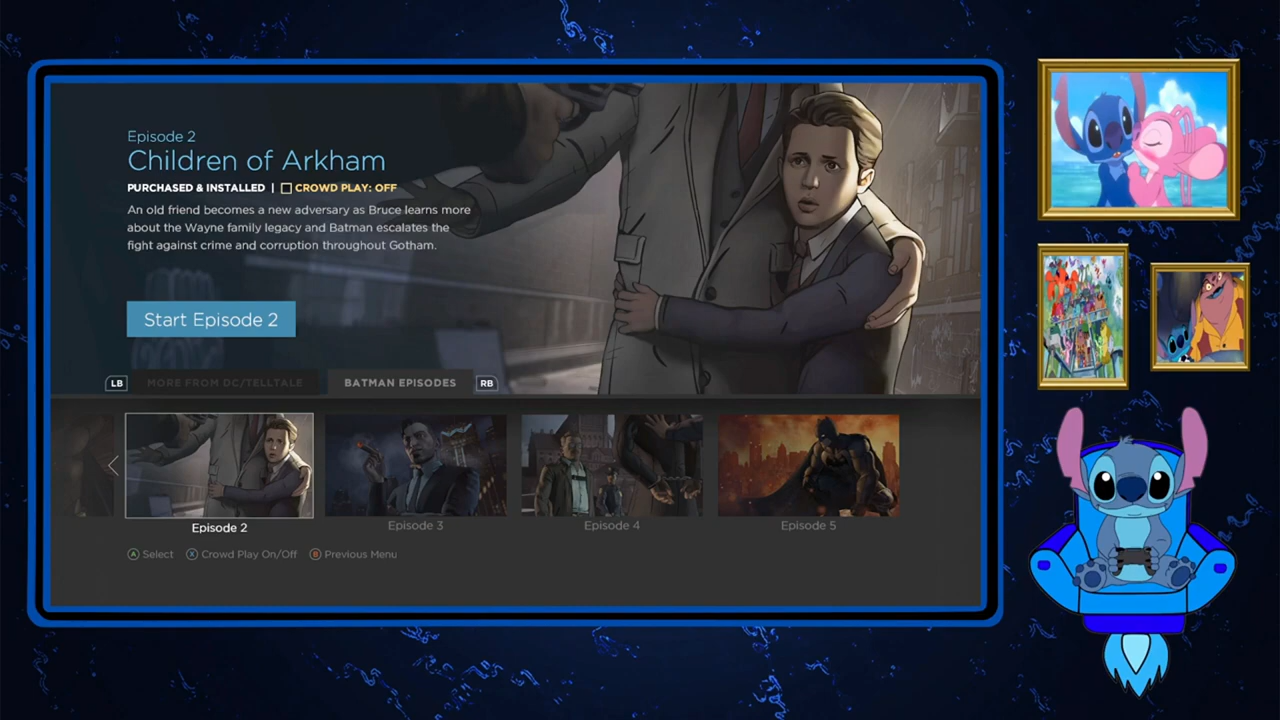 Episode 2
Children of Arkham
PURCHASED & INSTALLED | CROWD PLAY: OFF
An old friend becomes a new adversary as Bruce learns more
about the Wayne family legacy and Batman escalates the
fight against crime and corruption throughout Gotham.
Start Episode 2
LB MORE FROM DC/TELLTALE BATMAN EPISODES RB
Episode 2 Episode 3 Episode 4 Episode 5
A Select X Crowd Play On/Off B Previous Menu